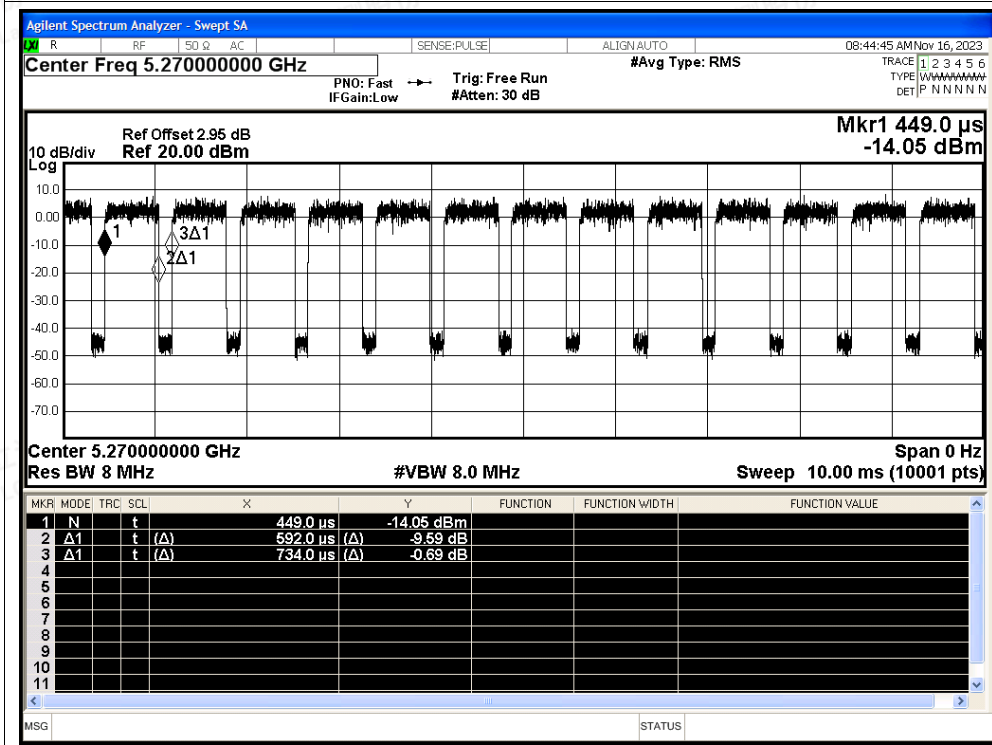 Agilent Spectrum Analyzer - Swept SA
LXI R RF 50 Ω AC SENSE:PULSE ALIGN AUTO 08:44:45 AM Nov 16, 2023
Center Freq 5.270000000 GHz #Avg Type: RMS TRACE 1 2 3 4 5 6
PNO: Fast Trig: Free Run TYPE WWWWWW
IFGain:Low #Atten: 30 dB DET P N N N N N
Mkr1 449.0 µs
Ref Offset 2.95 dB
10 dB/div Ref 20.00 dBm -14.05 dBm
Log
10.0
0.00
1 3Δ1
-10.0
2Δ1
-20.0
-30.0
-40.0
-50.0
-60.0
-70.0
Center 5.270000000 GHz Span 0 Hz
Res BW 8 MHz #VBW 8.0 MHz Sweep 10.00 ms (10001 pts)
MKR MODE TRC SCL X Y FUNCTION FUNCTION WIDTH FUNCTION VALUE
1 N t 449.0 µs -14.05 dBm
2 Δ1 t (Δ) 592.0 µs (Δ) -9.59 dB
3 Δ1 t (Δ) 734.0 µs (Δ) -0.69 dB
4
5
6
7
8
9
10
11
MSG STATUS